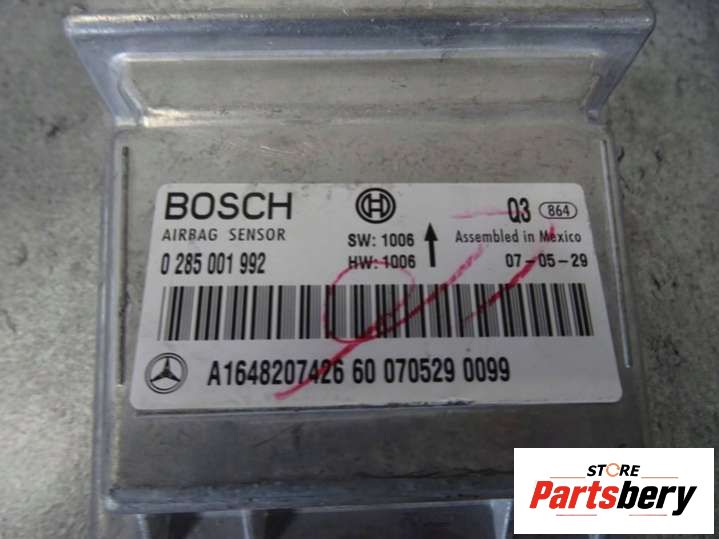 BOSCH
AIRBAG SENSOR
0 285 001 992
SW: 1006
HW: 1006
Q3 864
Assembled in Mexico
07-05-29
A1648207426 60 070529 0099
STORE
Partsbery